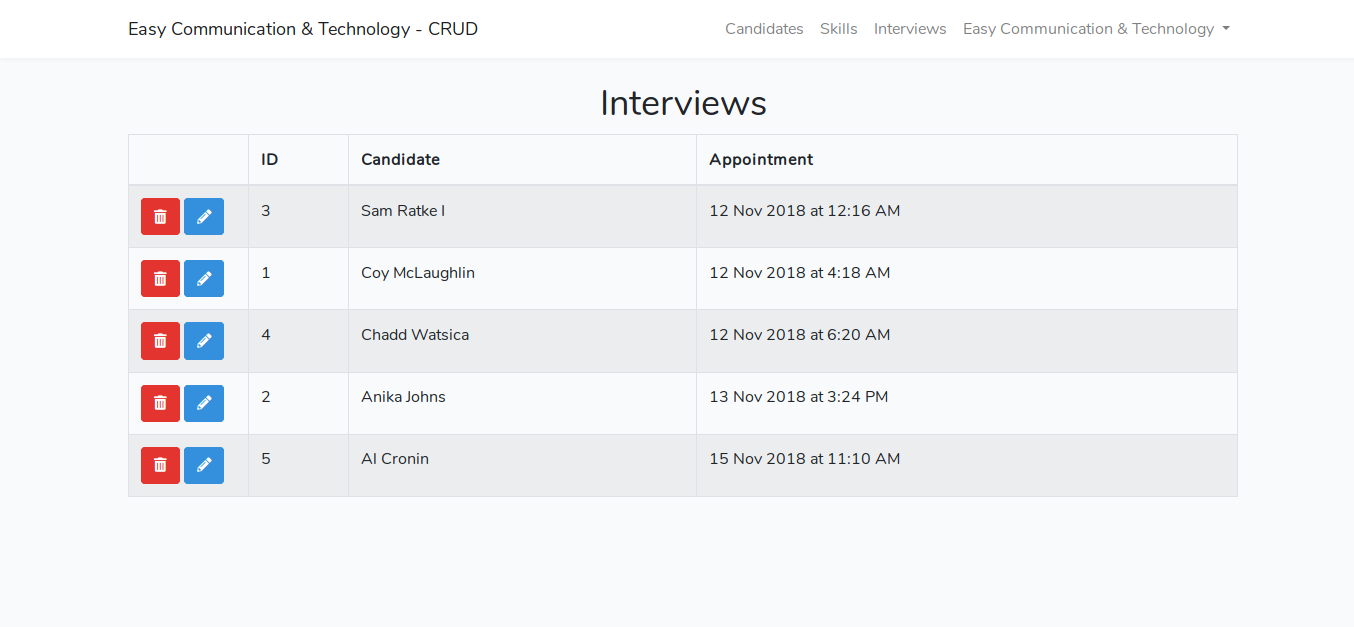 Easy Communication & Technology - CRUD Candidates Skills Interviews Easy Communication & Technology
Interviews
ID Candidate Appointment
3 Sam Ratke I 12 Nov 2018 at 12:16 AM
1 Coy McLaughlin 12 Nov 2018 at 4:18 AM
4 Chadd Watsica 12 Nov 2018 at 6:20 AM
2 Anika Johns 13 Nov 2018 at 3:24 PM
5 Al Cronin 15 Nov 2018 at 11:10 AM